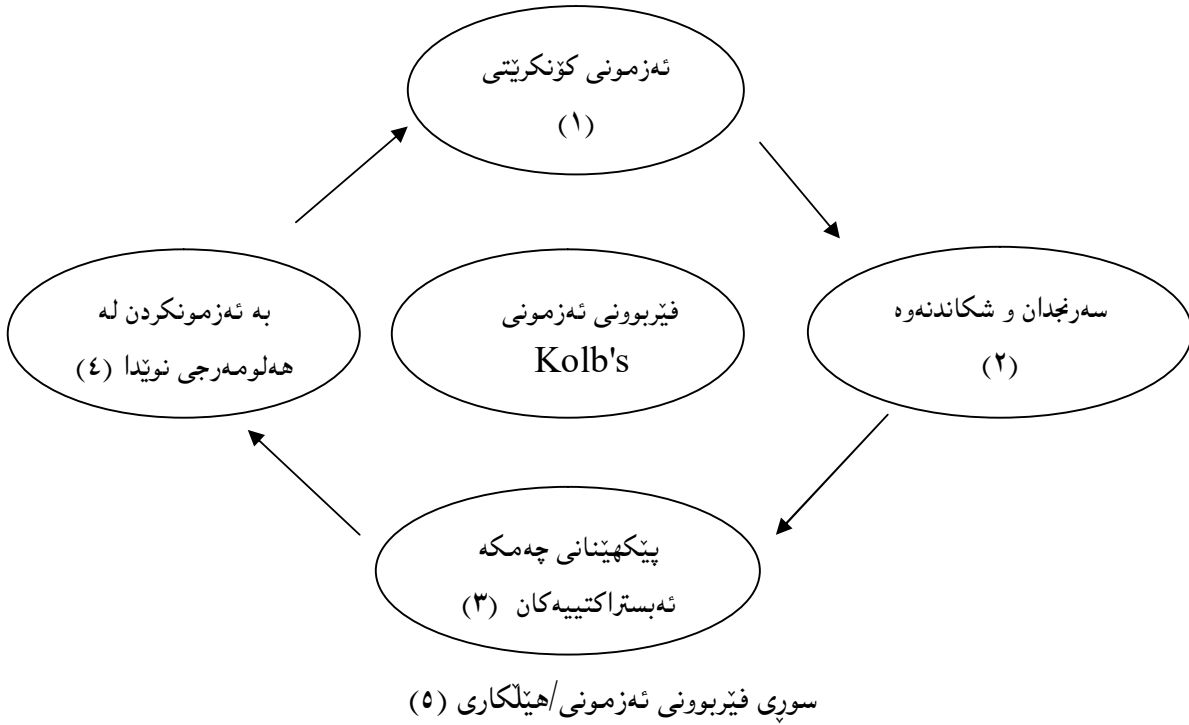 ئەزمونی کۆنکرێتی
(١)
سەرنجدان و شکاندنەوە
(٢)
فێربوونی ئەزمونی
Kolb's
بە ئەزمونکردن لە
هەلومەرجی نوێدا (٤)
پێکهێنانی چەمکە
ئەبستراکتییەکان (٣)
سوڕی فێربوونی ئەزمونی/هێڵکاری (٥)